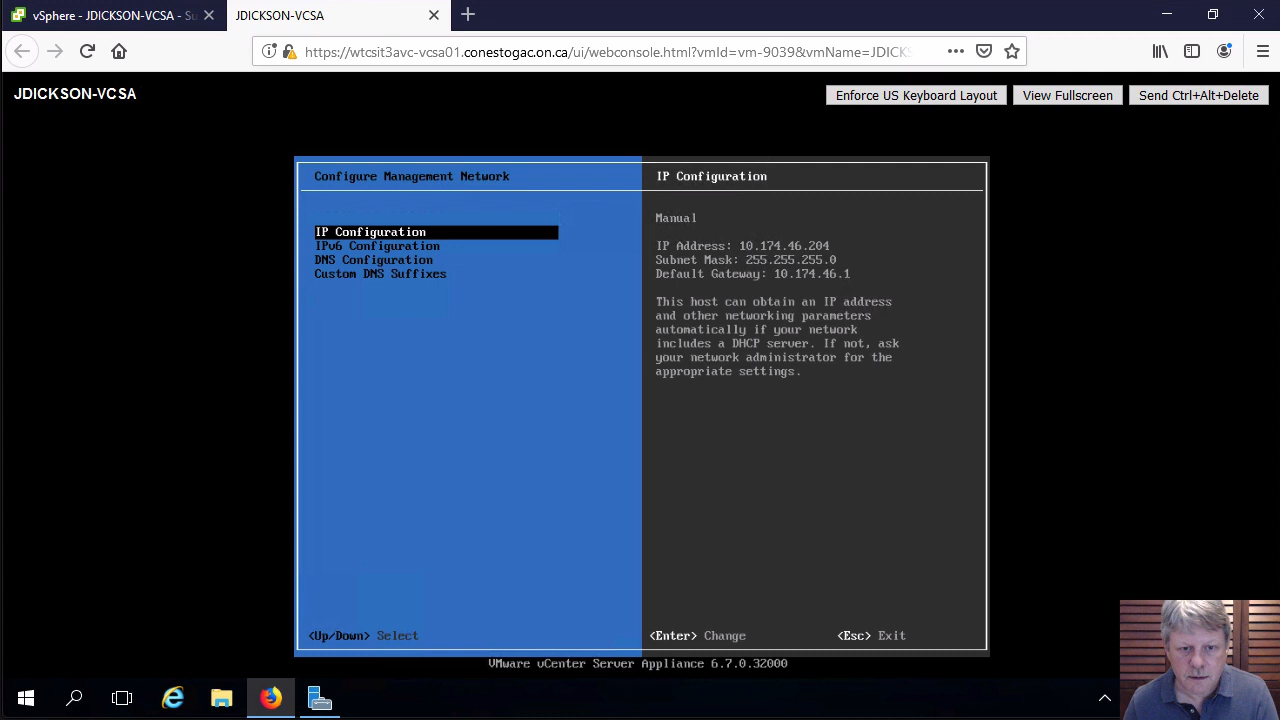 vSphere - JDICKSON-VCSA - Su
JDICKSON-VCSA
https://wtcsit3avc-vcsa01.conestogac.on.ca/ui/webconsole.html?vmId=vm-9039&vmName=JDICKS
JDICKSON-VCSA
Enforce US Keyboard Layout
View Fullscreen
Send Ctrl+Alt+Delete
Configure Management Network
IP Configuration
IPv6 Configuration
DNS Configuration
Custom DNS Suffixes
<Up/Down> Select
IP Configuration
Manual
IP Address: 10.174.46.204
Subnet Mask: 255.255.255.0
Default Gateway: 10.174.46.1
This host can obtain an IP address
and other networking parameters
automatically if your network
includes a DHCP server. If not, ask
your network administrator for the
appropriate settings.
<Enter> Change
<Esc> Exit
VMware vCenter Server Appliance 6.7.0.32000